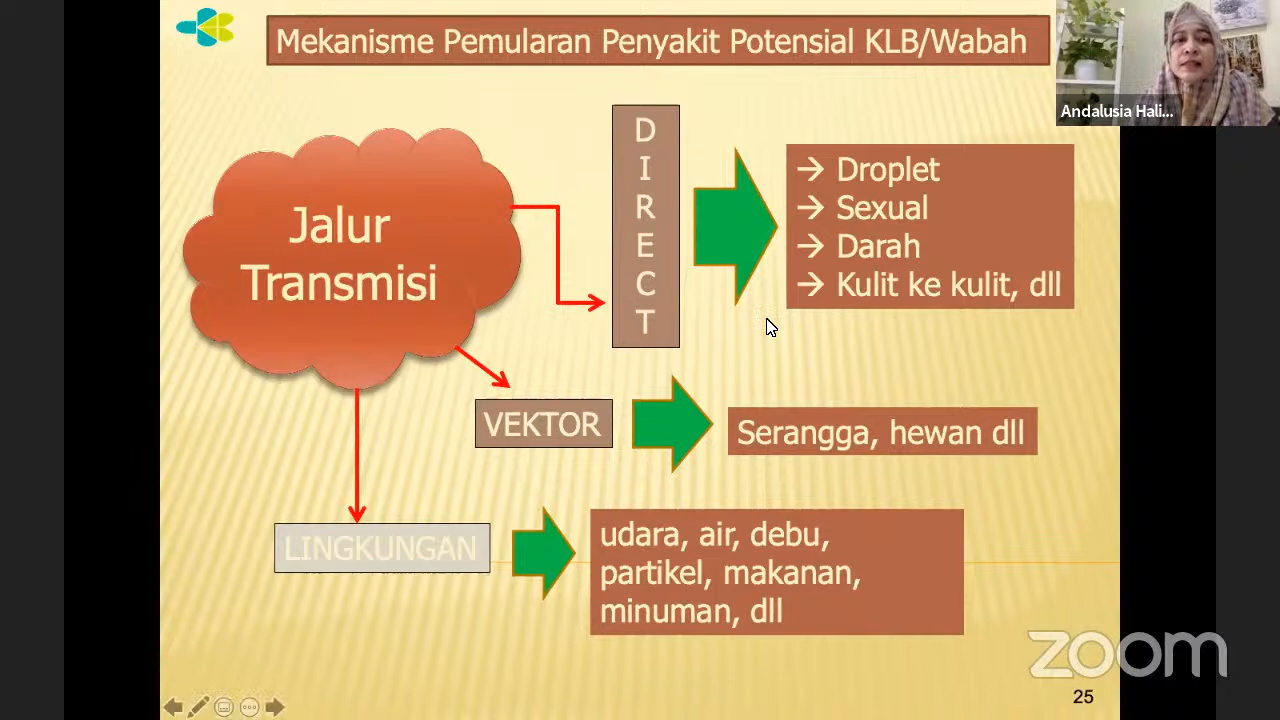 Mekanisme Pemularan Penyakit Potensial KLB/Wabah
Andalusia Hali...
Jalur
Transmisi
D
I
R
E
C
T
→ Droplet
→ Sexual
→ Darah
→ Kulit ke kulit, dll
VEKTOR
Serangga, hewan dll
LINGKUNGAN
udara, air, debu,
partikel, makanan,
minuman, dll
zoom
25